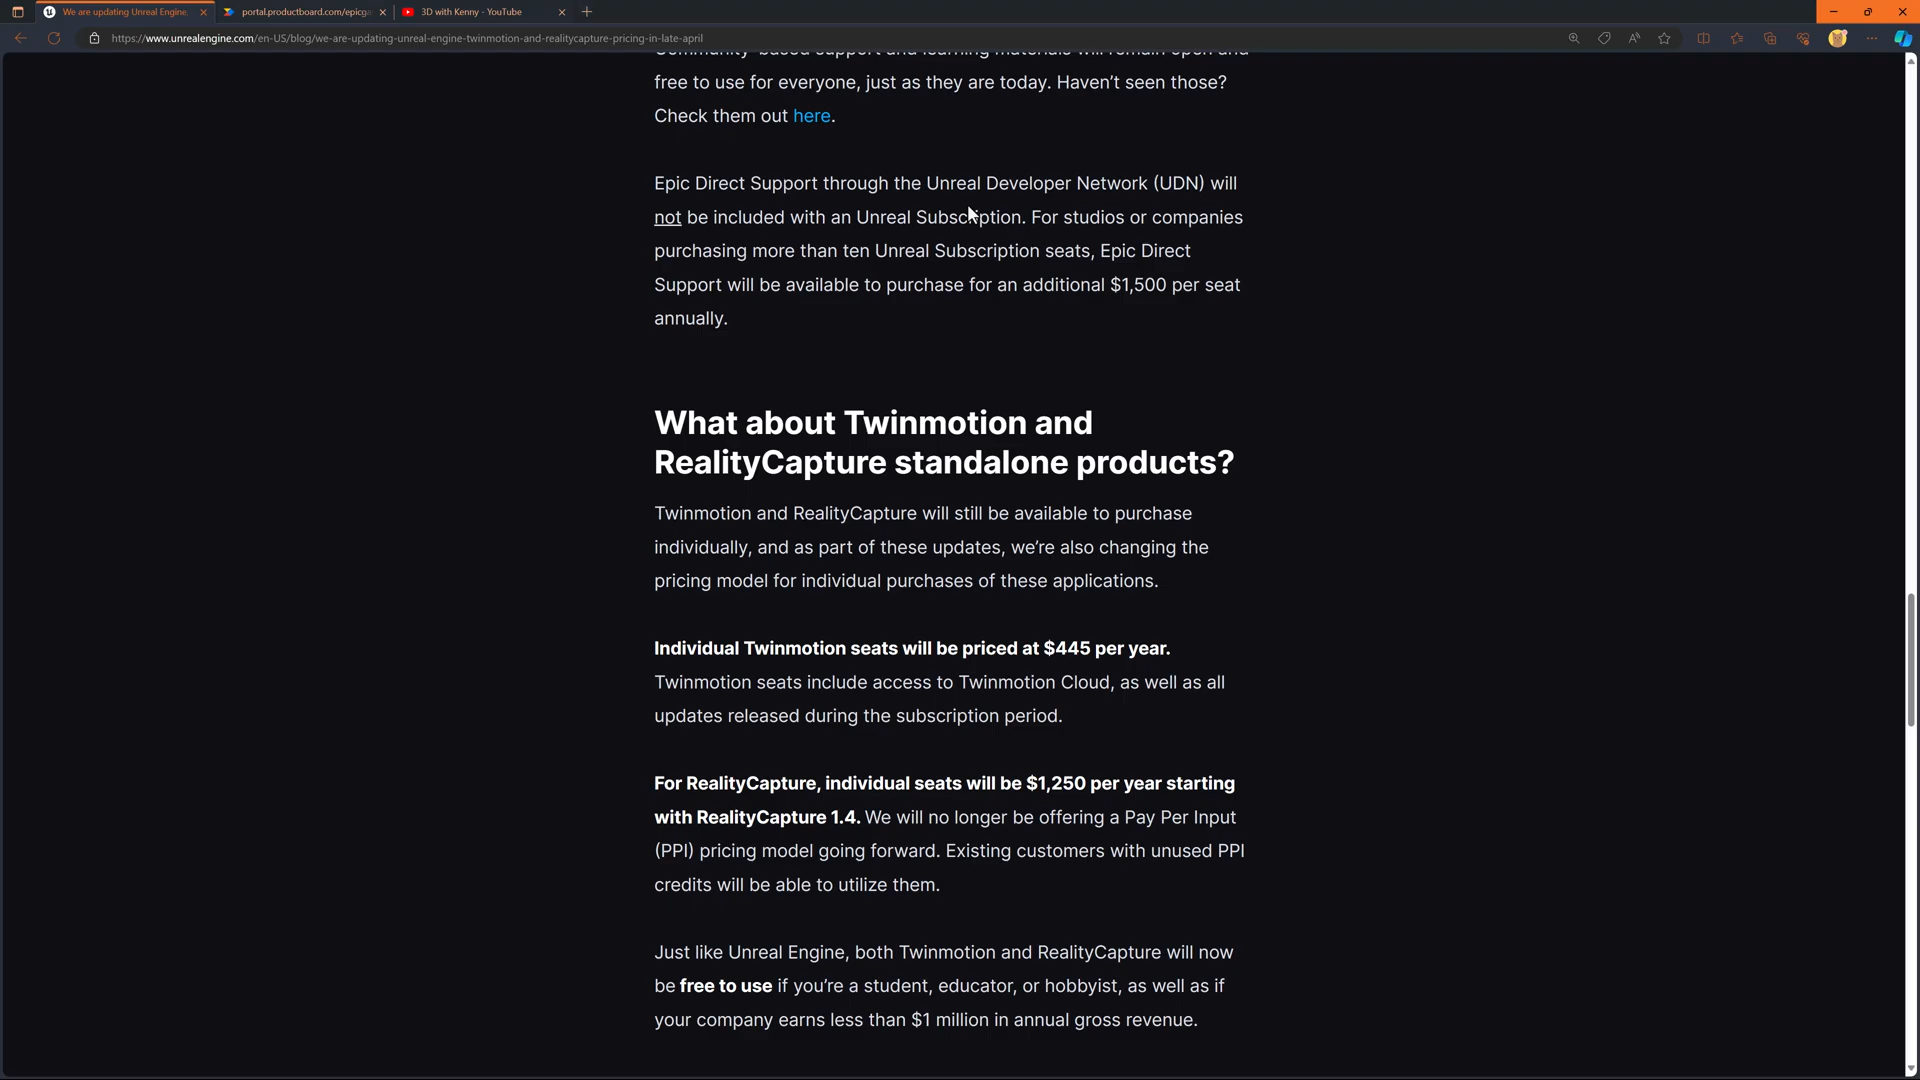 We are updating Unreal Engine,
portal.productboard.com/epicga
3D with Kenny - YouTube
https://www.unrealengine.com/en-US/blog/we-are-updating-unreal-engine-twinmotion-and-realitycapture-pricing-in-late-april
Community-based support and learning materials will remain open and
free to use for everyone, just as they are today. Haven’t seen those?
Check them out here.
Epic Direct Support through the Unreal Developer Network (UDN) will
not be included with an Unreal Subscription. For studios or companies
purchasing more than ten Unreal Subscription seats, Epic Direct
Support will be available to purchase for an additional $1,500 per seat
annually.
What about Twinmotion and
RealityCapture standalone products?
Twinmotion and RealityCapture will still be available to purchase
individually, and as part of these updates, we’re also changing the
pricing model for individual purchases of these applications.
Individual Twinmotion seats will be priced at $445 per year.
Twinmotion seats include access to Twinmotion Cloud, as well as all
updates released during the subscription period.
For RealityCapture, individual seats will be $1,250 per year starting
with RealityCapture 1.4. We will no longer be offering a Pay Per Input
(PPI) pricing model going forward. Existing customers with unused PPI
credits will be able to utilize them.
Just like Unreal Engine, both Twinmotion and RealityCapture will now
be free to use if you’re a student, educator, or hobbyist, as well as if
your company earns less than $1 million in annual gross revenue.